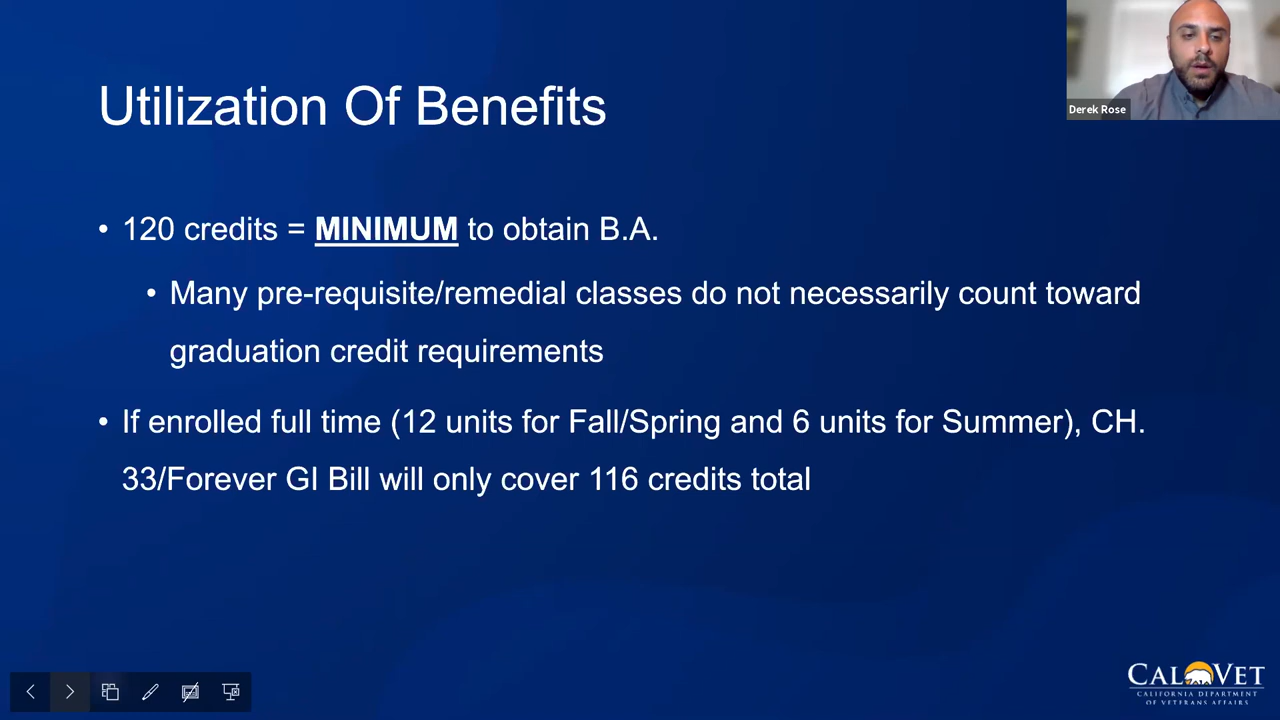 Utilization Of Benefits
Derek Rose
• 120 credits = MINIMUM to obtain B.A.
• Many pre-requisite/remedial classes do not necessarily count toward
graduation credit requirements
• If enrolled full time (12 units for Fall/Spring and 6 units for Summer), CH.
33/Forever GI Bill will only cover 116 credits total
CALVET
CALIFORNIA DEPARTMENT
OF VETERANS AFFAIRS